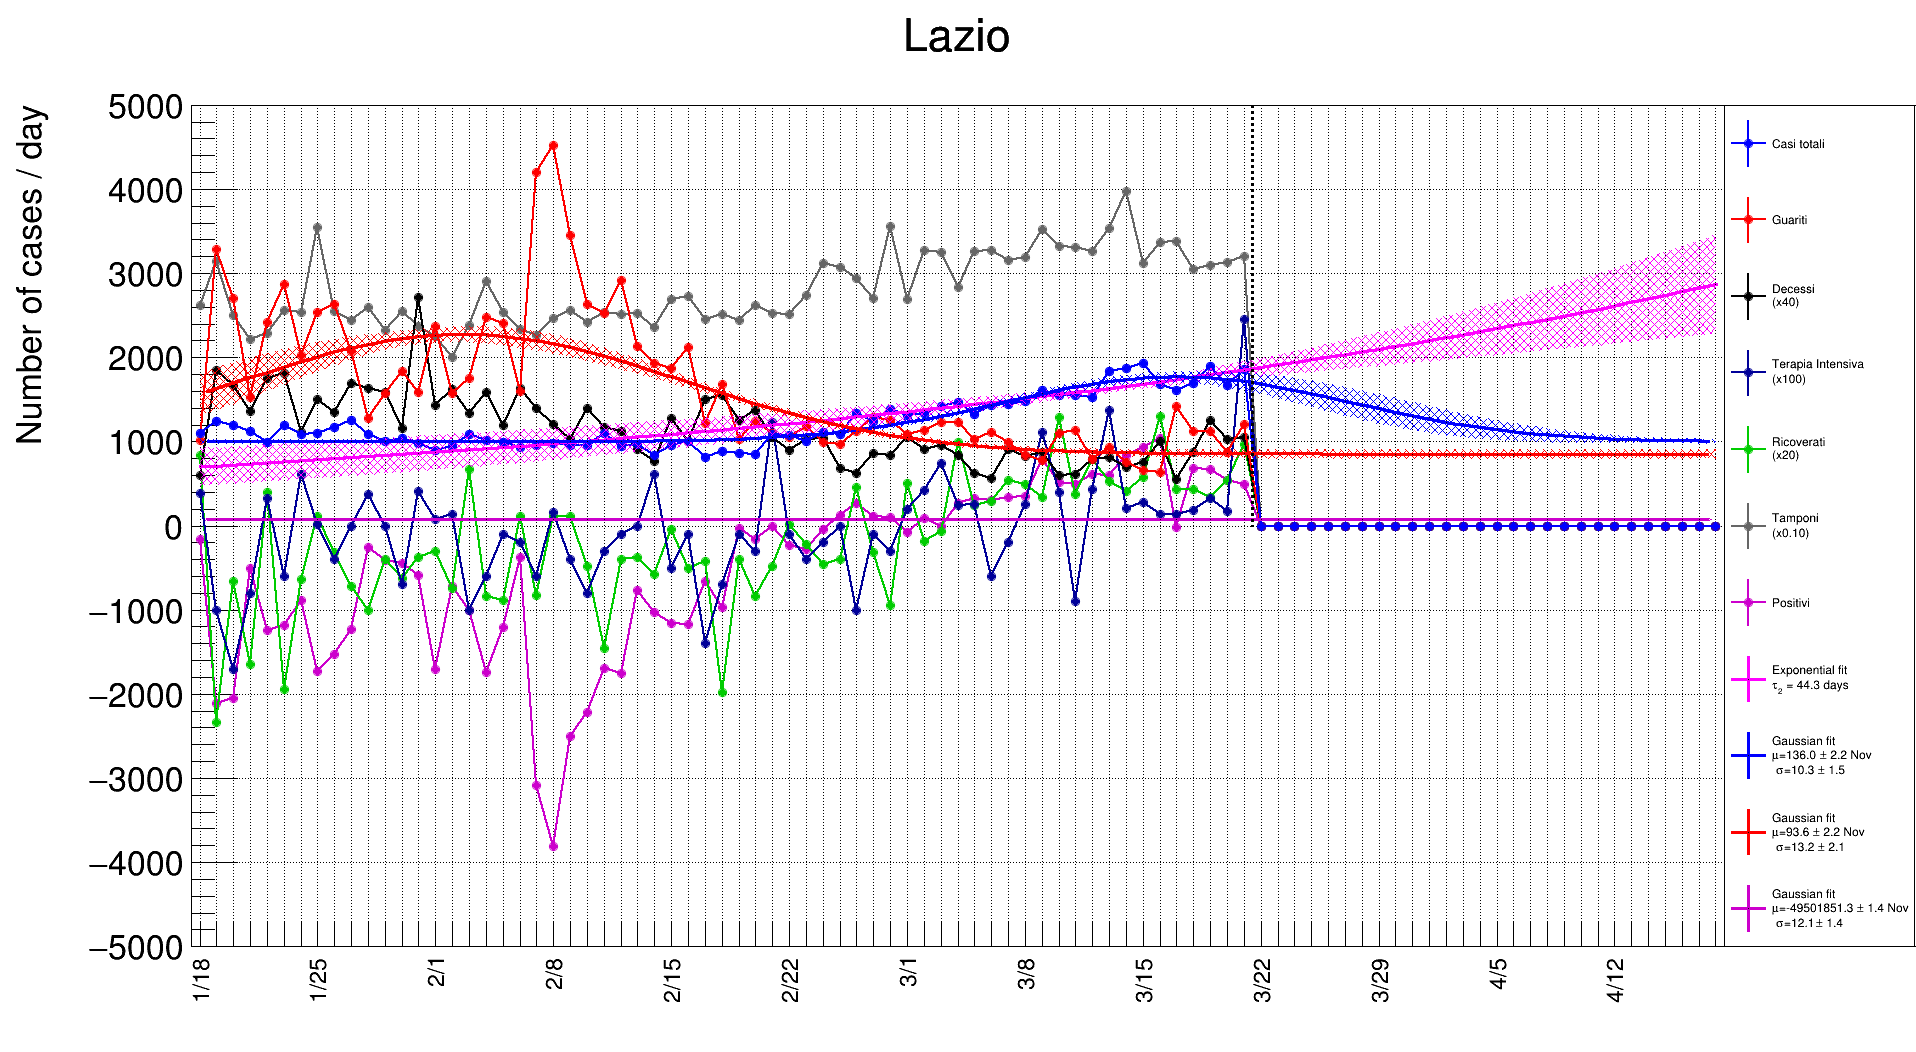 Lazio
Number of cases / day
5000
4000
3000
2000
1000
0
−1000
−2000
−3000
−4000
−5000
1/18
1/25
2/1
2/8
2/15
2/22
3/1
3/8
3/15
3/22
3/29
4/5
4/12
Casi totali
Guariti
Decessi
(x40)
Terapia Intensiva
(x100)
Ricoverati
(x20)
Tamponi
(x0.10)
Positivi
Exponential fit
τ2 = 44.3 days
Gaussian fit
μ=136.0 ± 2.2 Nov
σ=10.3 ± 1.5
Gaussian fit
μ=93.6 ± 2.2 Nov
σ=13.2 ± 2.1
Gaussian fit
μ=-49501851.3 ± 1.4 Nov
σ=12.1 ± 1.4